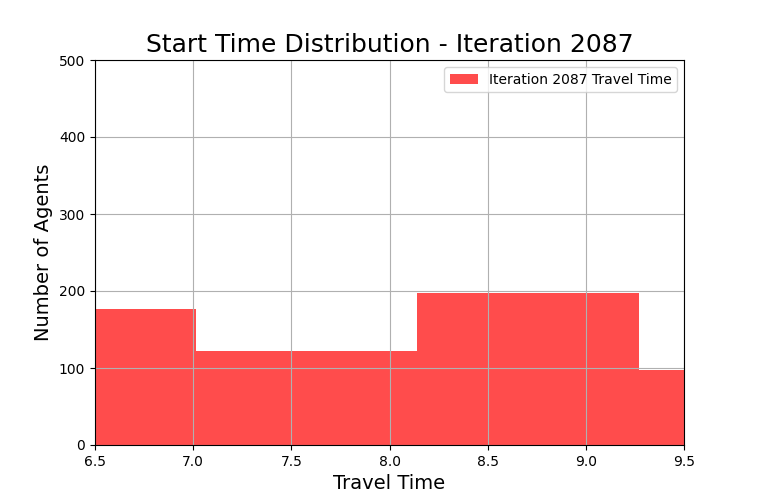 Start Time Distribution - Iteration 2087
Iteration 2087 Travel Time
Number of Agents
500
400
300
200
100
0
6.5 7.0 7.5 8.0 8.5 9.0 9.5
Travel Time